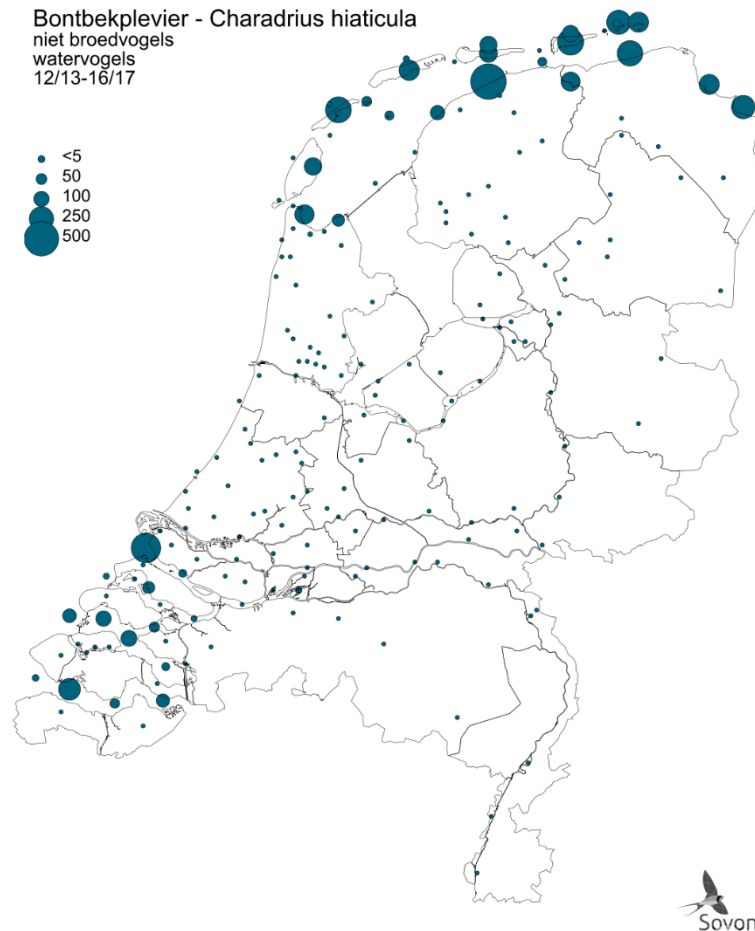 Bontbekplevier - Charadrius hiaticula
niet broedvogels
watervogels
12/13-16/17
<5
50
100
250
500
Sovon